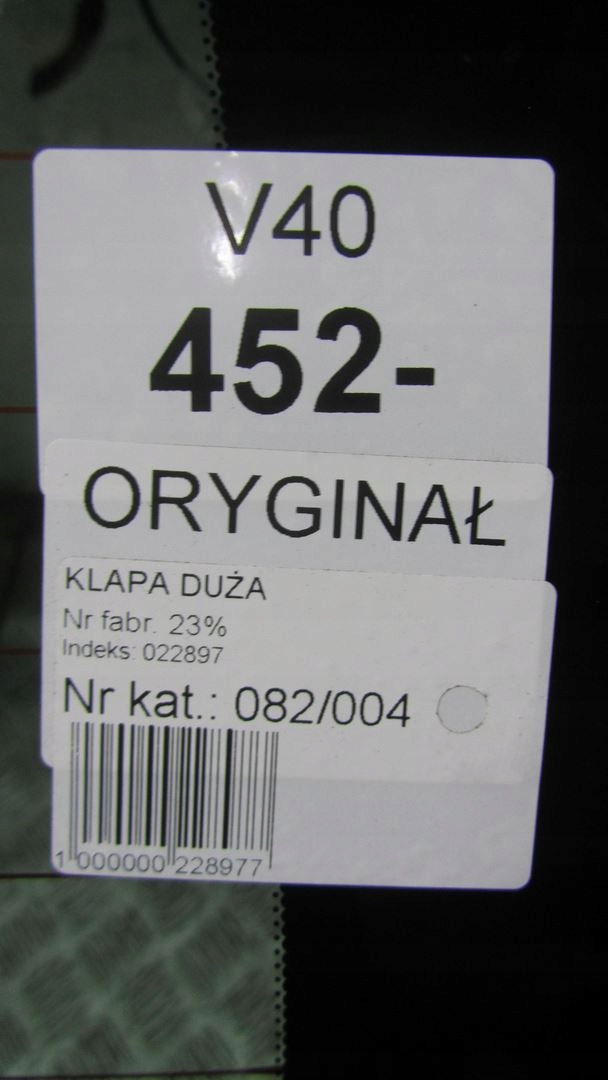 V40
452-
ORYGINAŁ
KLAPA DUŻA
Nr fabr. 23%
Indeks: 022897
Nr kat.: 082/004
1 000000 228977